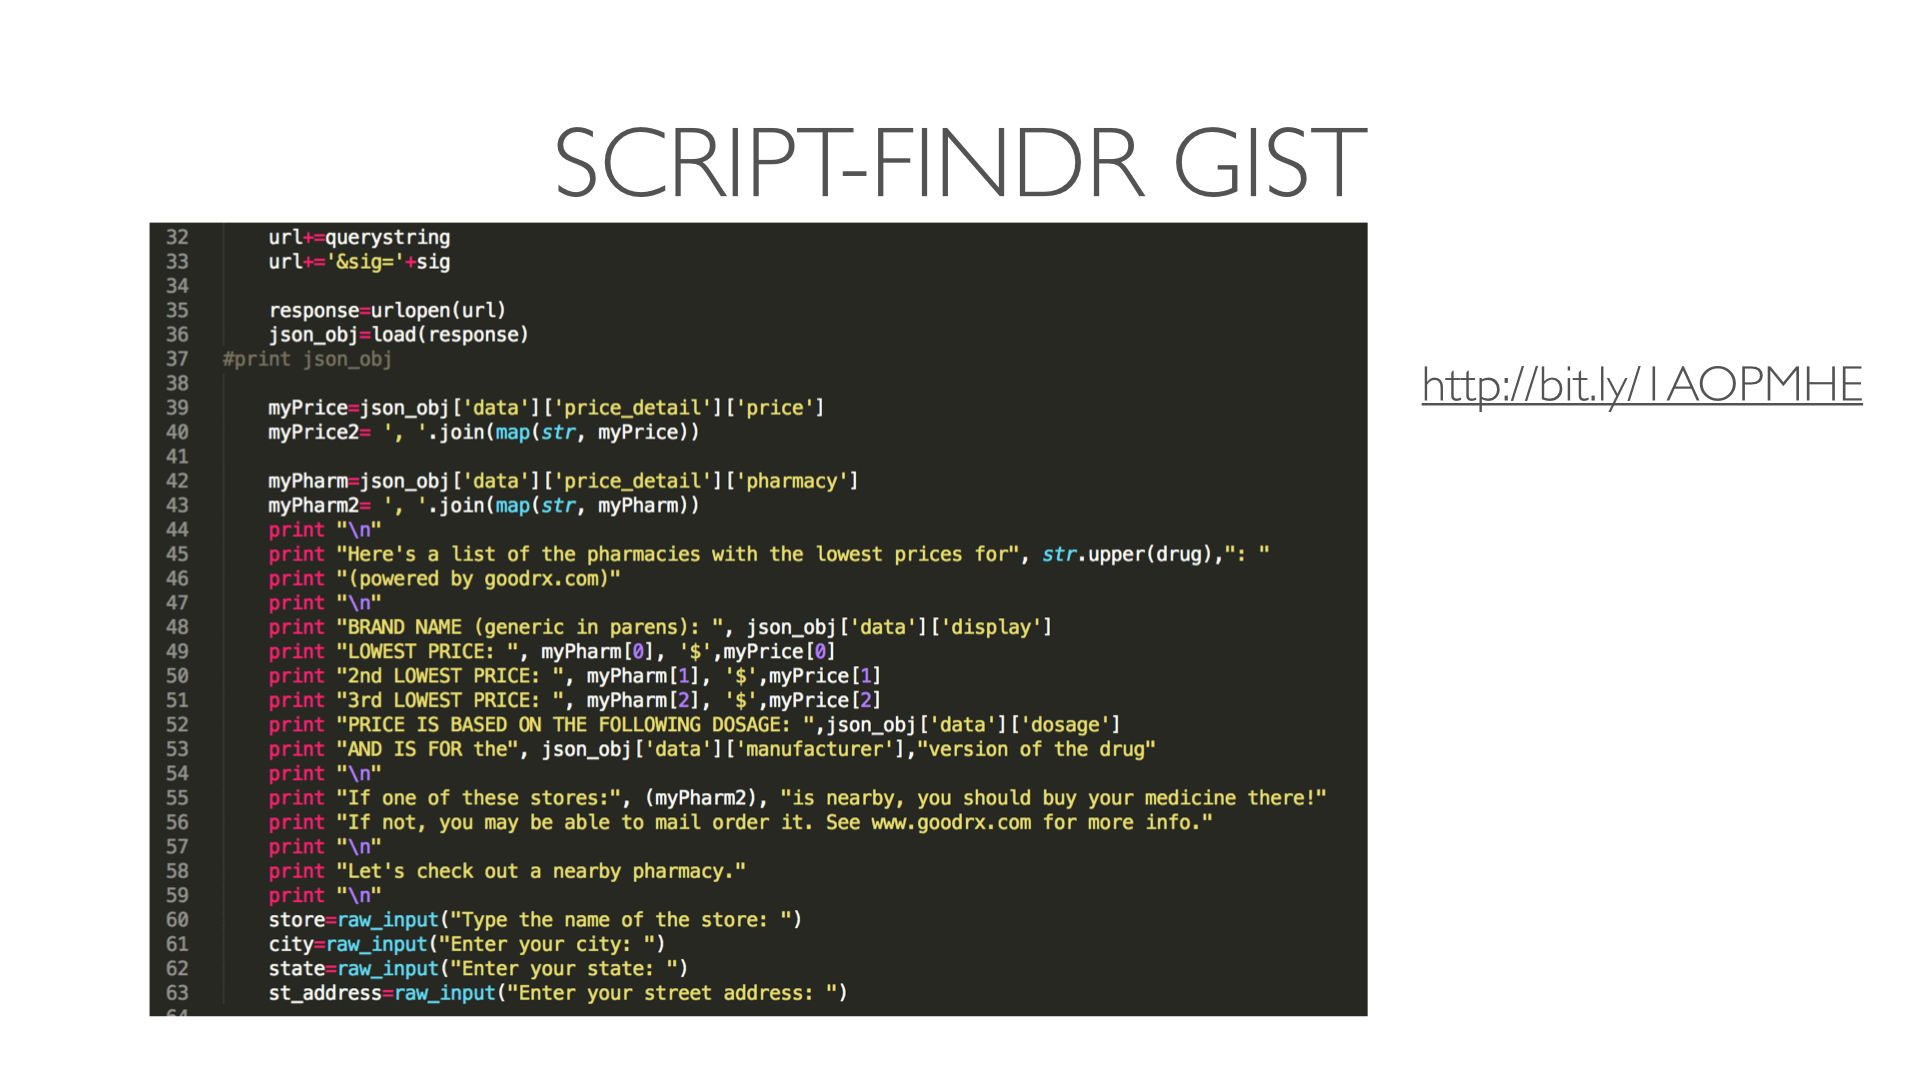 SCRIPT-FINDR GIST
32 url+=querystring
33 url+='&sig='+sig
34
35 response=urlopen(url)
36 json_obj=load(response)
37 #print json_obj
38
39 myPrice=json_obj['data']['price_detail']['price']
40 myPrice2= ', '.join(map(str, myPrice))
41
42 myPharm=json_obj['data']['price_detail']['pharmacy']
43 myPharm2= ', '.join(map(str, myPharm))
44 print "\n"
45 print "Here's a list of the pharmacies with the lowest prices for", str.upper(drug),": "
46 print "(powered by goodrx.com)"
47 print "\n"
48 print "BRAND NAME (generic in parens): ", json_obj['data']['display']
49 print "LOWEST PRICE: ", myPharm[0], '$',myPrice[0]
50 print "2nd LOWEST PRICE: ", myPharm[1], '$',myPrice[1]
51 print "3rd LOWEST PRICE: ", myPharm[2], '$',myPrice[2]
52 print "PRICE IS BASED ON THE FOLLOWING DOSAGE: ",json_obj['data']['dosage']
53 print "AND IS FOR the", json_obj['data']['manufacturer'],"version of the drug"
54 print "\n"
55 print "If one of these stores:", (myPharm2), "is nearby, you should buy your medicine there!"
56 print "If not, you may be able to mail order it. See www.goodrx.com for more info."
57 print "\n"
58 print "Let's check out a nearby pharmacy."
59 print "\n"
60 store=raw_input("Type the name of the store: ")
61 city=raw_input("Enter your city: ")
62 state=raw_input("Enter your state: ")
63 st_address=raw_input("Enter your street address: ")
64
http://bit.ly/1AOPMHE